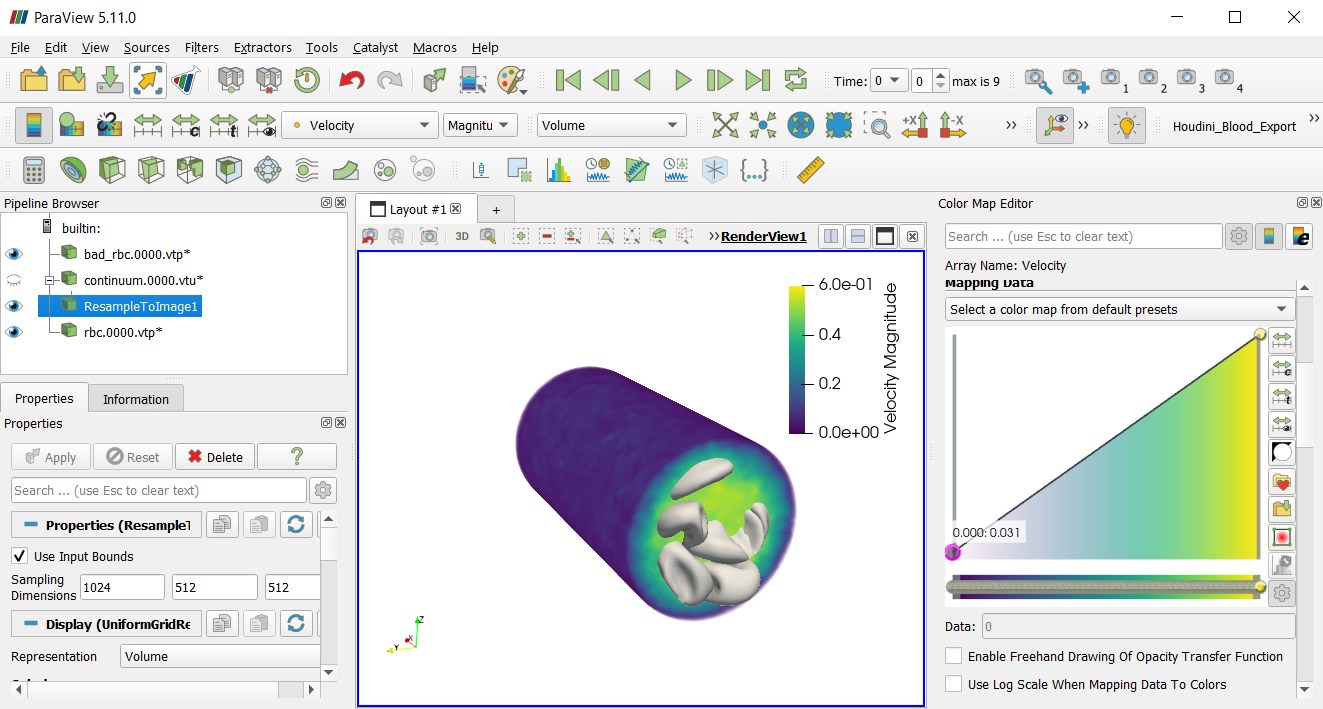 ParaView 5.11.0
File Edit View Sources Filters Extractors Tools Catalyst Macros Help
Time: 0 0 max is 9 1 2 3 4
Velocity Magnitu Volume +X -X Houdini_Blood_Export
Pipeline Browser
builtin:
bad_rbc.0000.vtp*
continuum.0000.vtu*
ResampleToImage1
rbc.0000.vtp*
Properties Information
Properties
Apply Reset Delete ?
Search ... (use Esc to clear text)
Properties (ResampleT
Use Input Bounds
Sampling
Dimensions 1024 512 512
Display (UniformGridRe
Representation Volume
Layout #1 +
3D RenderView1
6.0e-01
0.4
0.2
0.0e+00
Velocity Magnitude
Z
X
Y
Color Map Editor
Search ... (use Esc to clear text)
Array Name: Velocity
Mapping Data
Select a color map from default presets
0.000: 0.031
Data: 0
Enable Freehand Drawing Of Opacity Transfer Function
Use Log Scale When Mapping Data To Colors